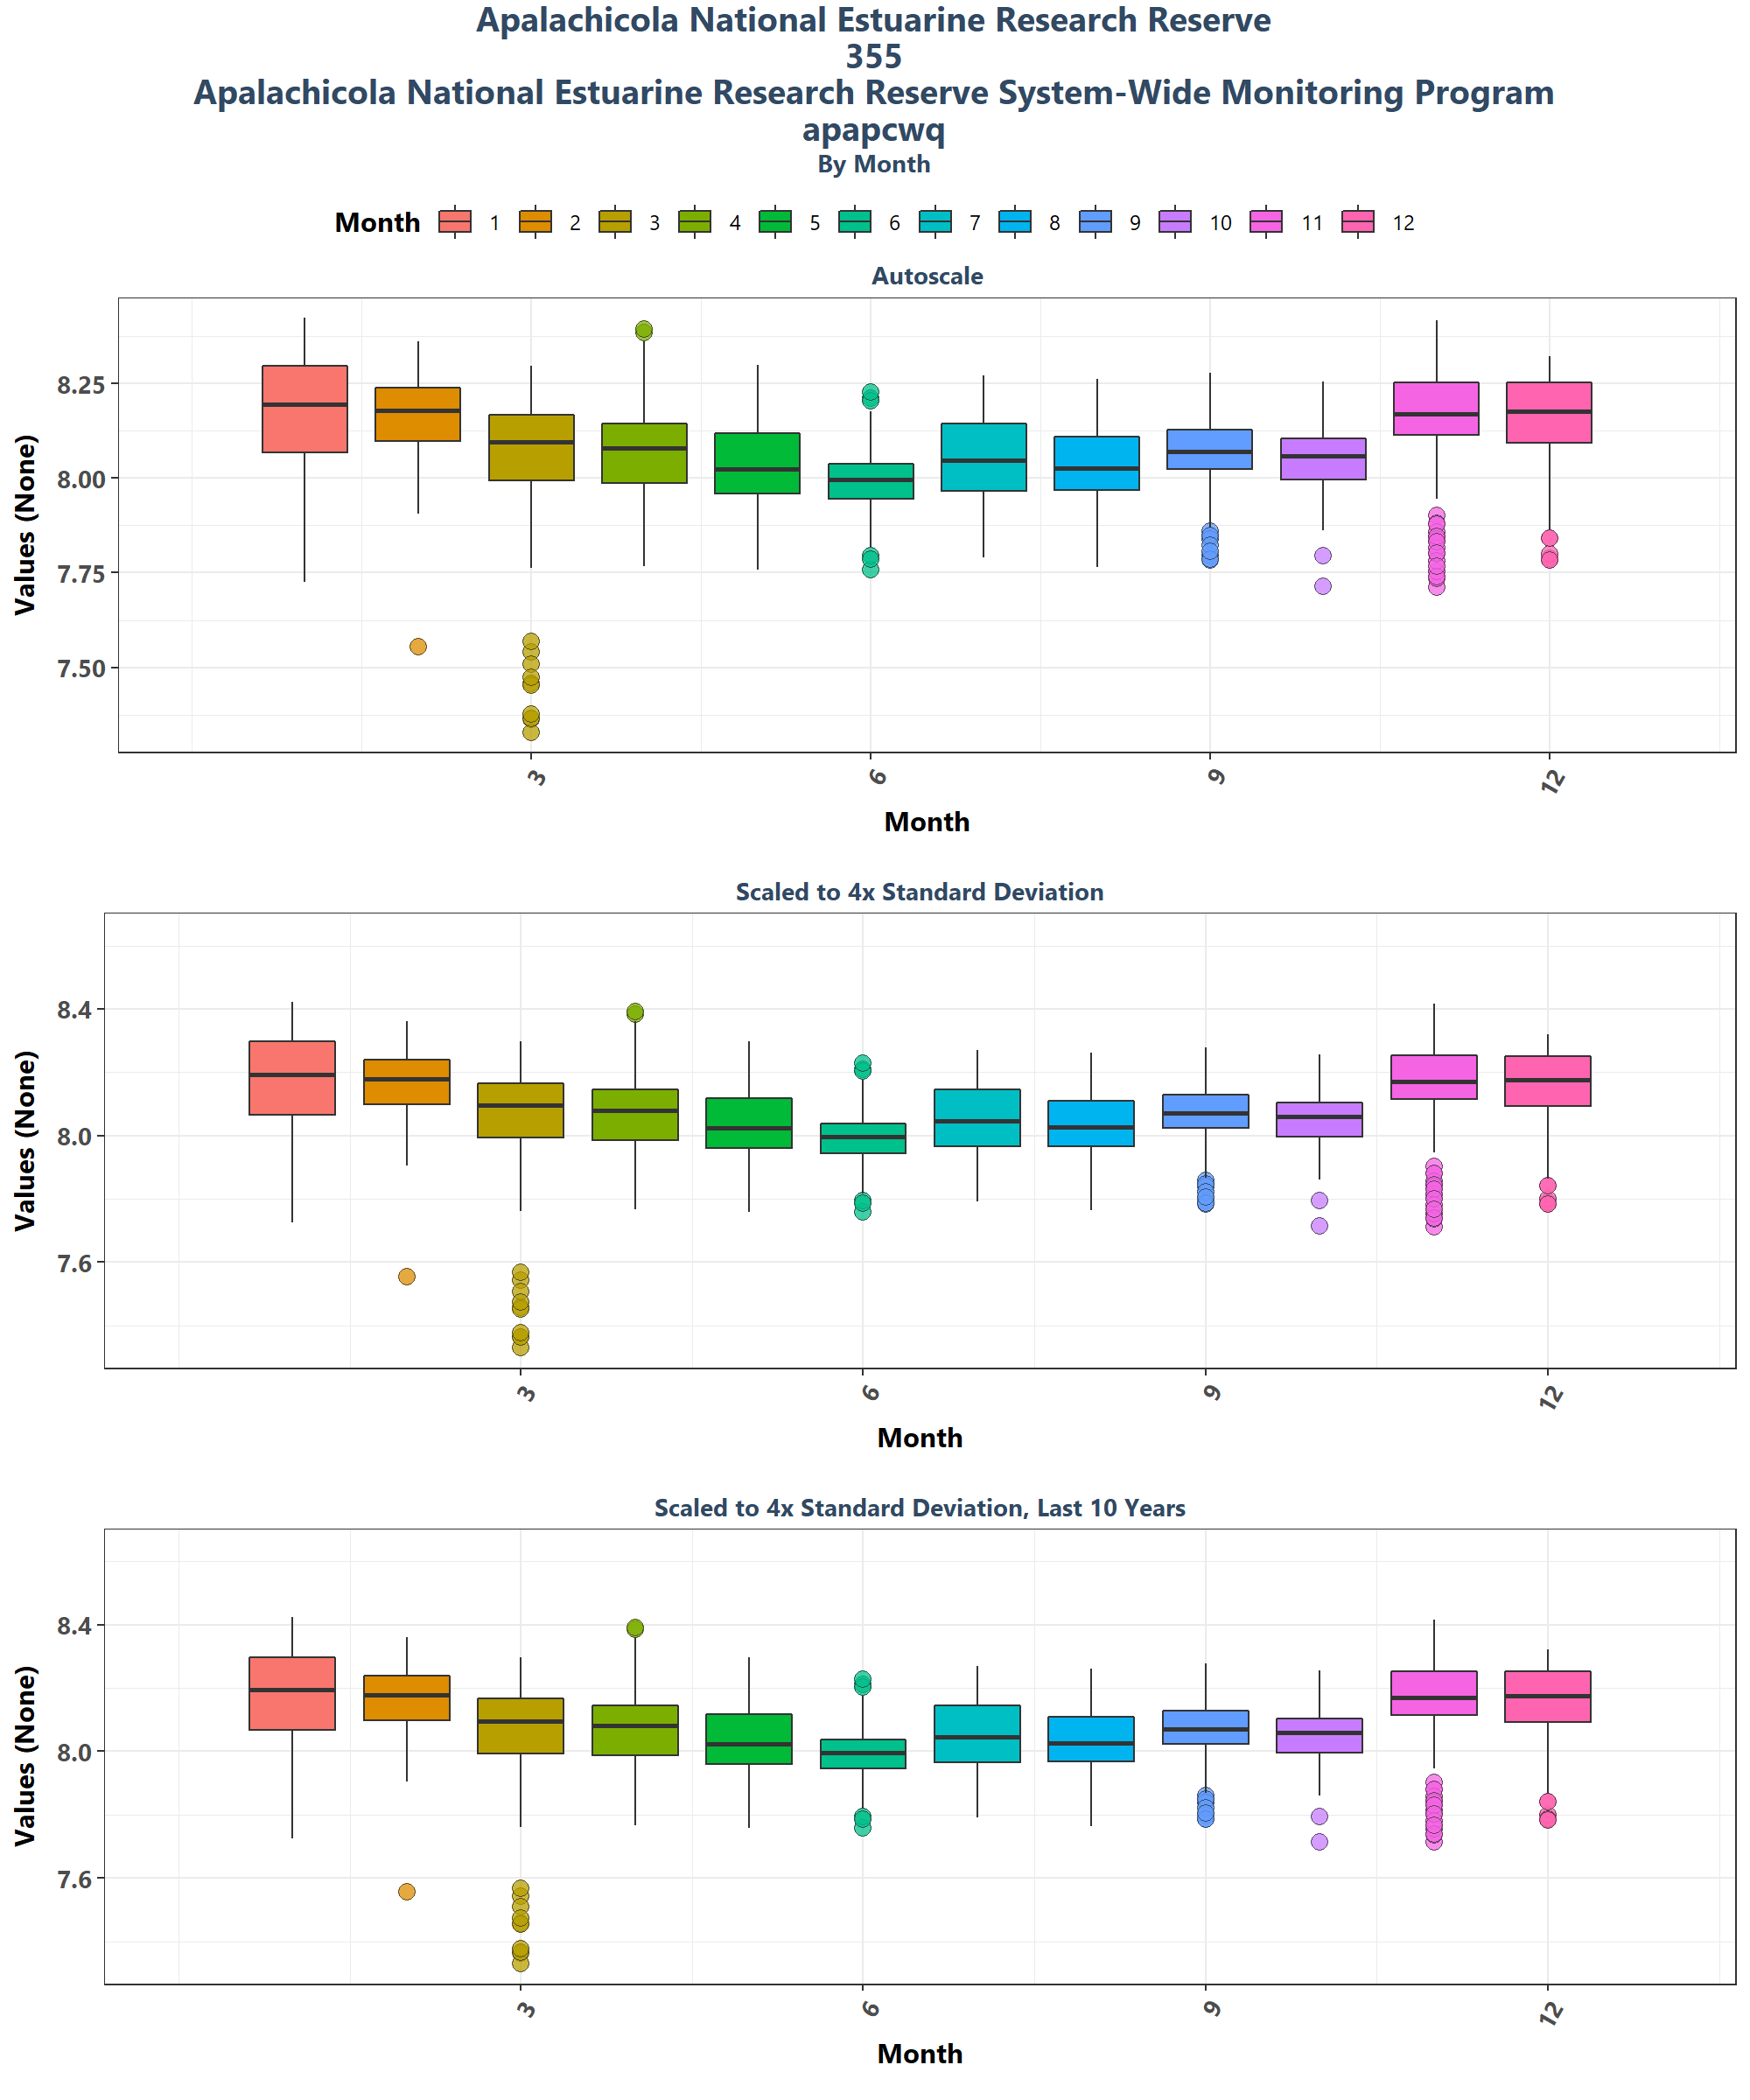 Apalachicola National Estuarine Research Reserve
355
Apalachicola National Estuarine Research Reserve System-Wide Monitoring Program
apapcwq
By Month
Month 1 2 3 4 5 6 7 8 9 10 11 12
Autoscale
Values (None)
8.25
8.00
7.75
7.50
3 6 9 12
Month
Scaled to 4x Standard Deviation
Values (None)
8.4
8.0
7.6
3 6 9 12
Month
Scaled to 4x Standard Deviation, Last 10 Years
Values (None)
8.4
8.0
7.6
3 6 9 12
Month